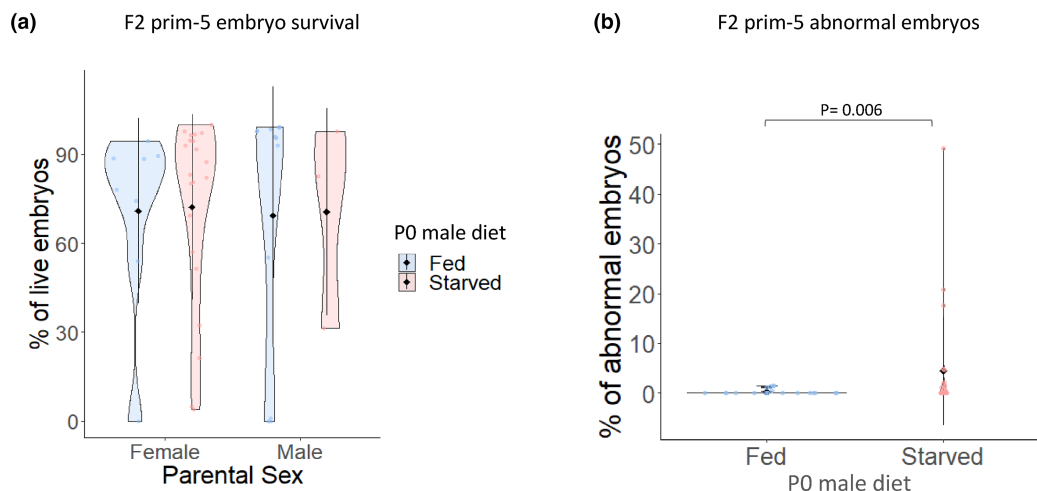 (a)
F2 prim-5 embryo survival
% of live embryos
90
60
30
0
Female
Male
Parental Sex
P0 male diet
Fed
Starved
(b)
F2 prim-5 abnormal embryos
P= 0.006
% of abnormal embryos
50
40
30
20
10
0
Fed
Starved
P0 male diet